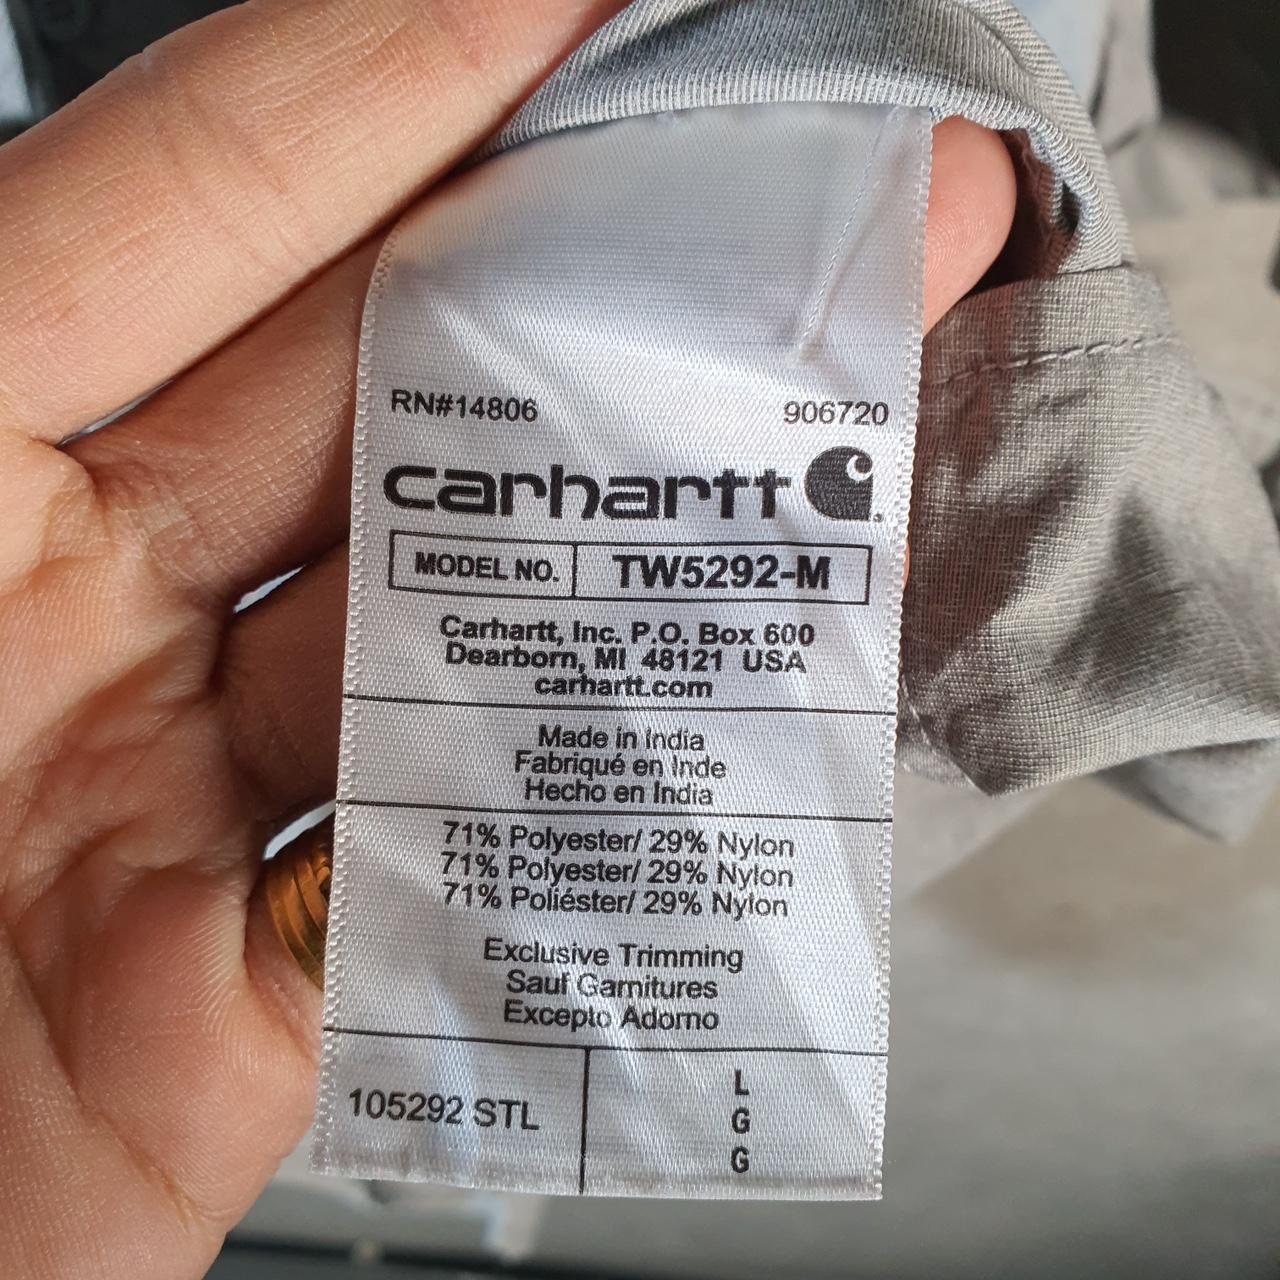 RN#14806 906720
carhartt
MODEL NO. TW5292-M
Carhartt, Inc. P.O. Box 600
Dearborn, MI 48121 USA
carhartt.com
Made in India
Fabriqué en Inde
Hecho en India
71% Polyester/ 29% Nylon
71% Polyester/ 29% Nylon
71% Poliéster/ 29% Nylon
Exclusive Trimming
Sauf Garnitures
Excepto Adorno
105292 STL
L
G
G